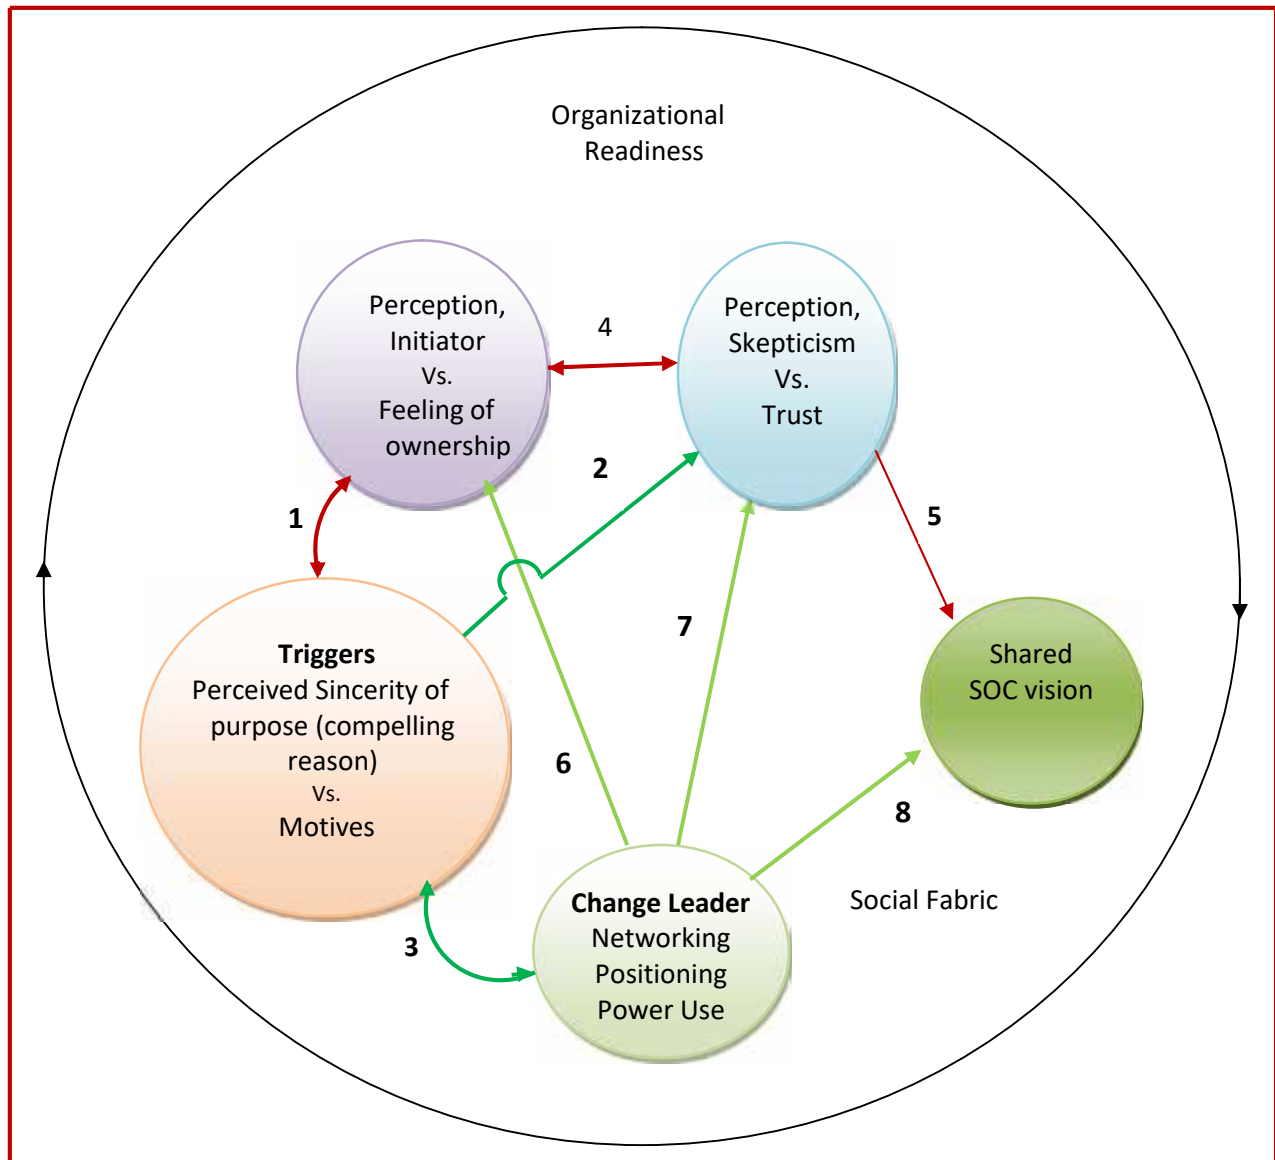 Organizational
Readiness
Perception,
Initiator
Vs.
Feeling of
ownership
4
Perception,
Skepticism
Vs.
Trust
2
1
5
Triggers
Perceived Sincerity of
purpose (compelling
reason)
Vs.
Motives
7
Shared
SOC vision
6
8
Change Leader
Networking
Positioning
Power Use
Social Fabric
3